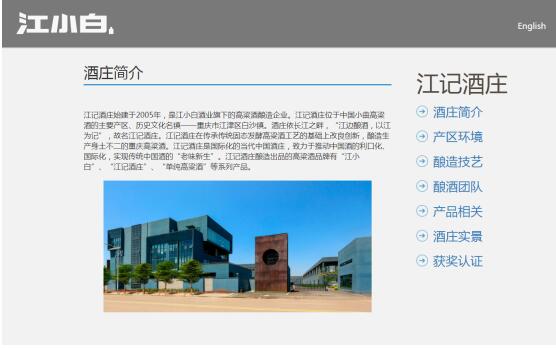 江小白
English
酒庄简介
江记酒庄始建于2005年，是江小白酒业旗下的高粱酒酿造企业。江记酒庄位于中国小曲高粱
酒的主要产区、历史文化名镇——重庆市江津区白沙镇。酒庄依长江之畔，“江边酿酒，以江
为记”，故名江记酒庄。江记酒庄在传承传统固态发酵高粱酒工艺的基础上改良创新，酿造生
产身土不二的重庆高粱酒。江记酒庄是国际化的当代中国酒庄，致力于推动中国酒的利口化、
国际化，实现传统中国酒的“老味新生”。江记酒庄酿造出品的高粱酒品牌有“江小
白”、“江记酒庄”、“单纯高粱酒”等系列产品。
江记酒庄
酒庄简介
产区环境
酿造技艺
酿酒团队
产品相关
酒庄实景
获奖认证